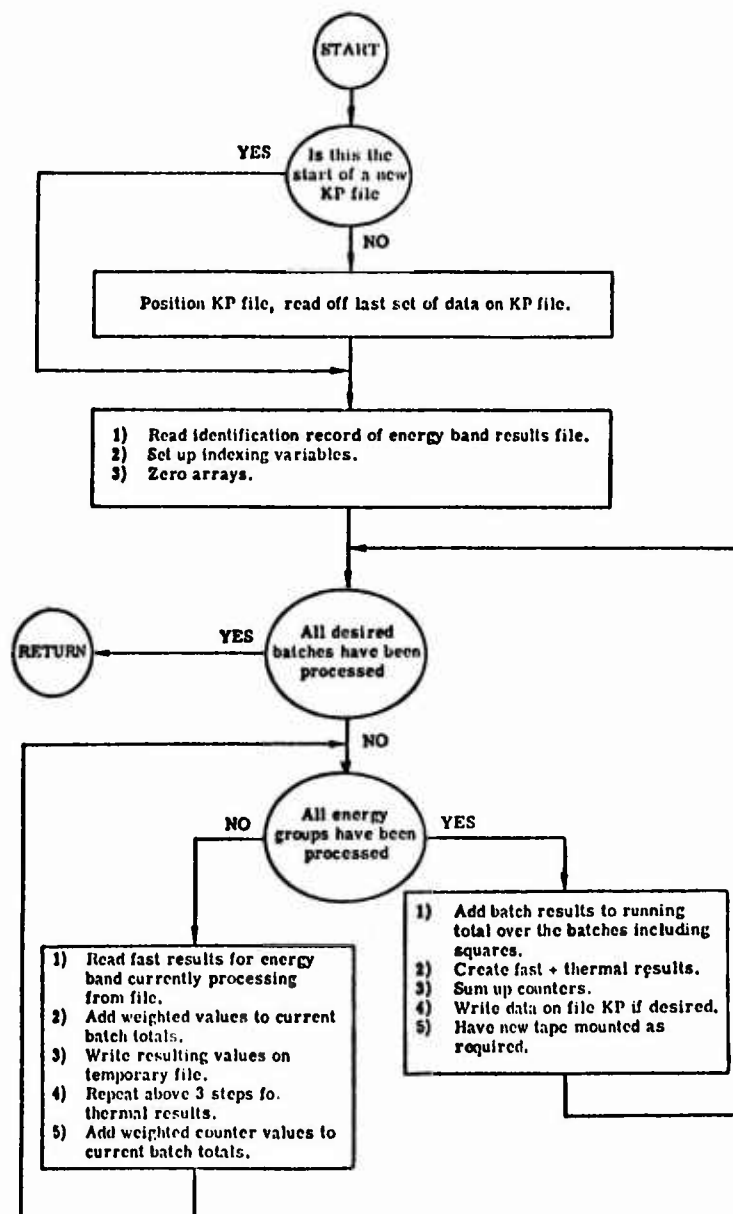 START
YES
Is this the
start of a new
KP file
NO
Position KP file, read off last set of data on KP file.
1) Read identification record of energy band results file.
2) Set up indexing variables.
3) Zero arrays.
RETURN
YES
All desired
batches have been
processed
NO
NO
All energy
groups have been
processed
YES
1) Read fast results for energy
band currently processing
from file.
2) Add weighted values to current
batch totals.
3) Write resulting values on
temporary file.
4) Repeat above 3 steps fo.
thermal results.
5) Add weighted counter values to
current batch totals.
1) Add batch results to running
total over the batches including
squares.
2) Create fast + thermal results.
3) Sum up counters.
4) Write data on file KP if desired.
5) Have new tape mounted as
required.